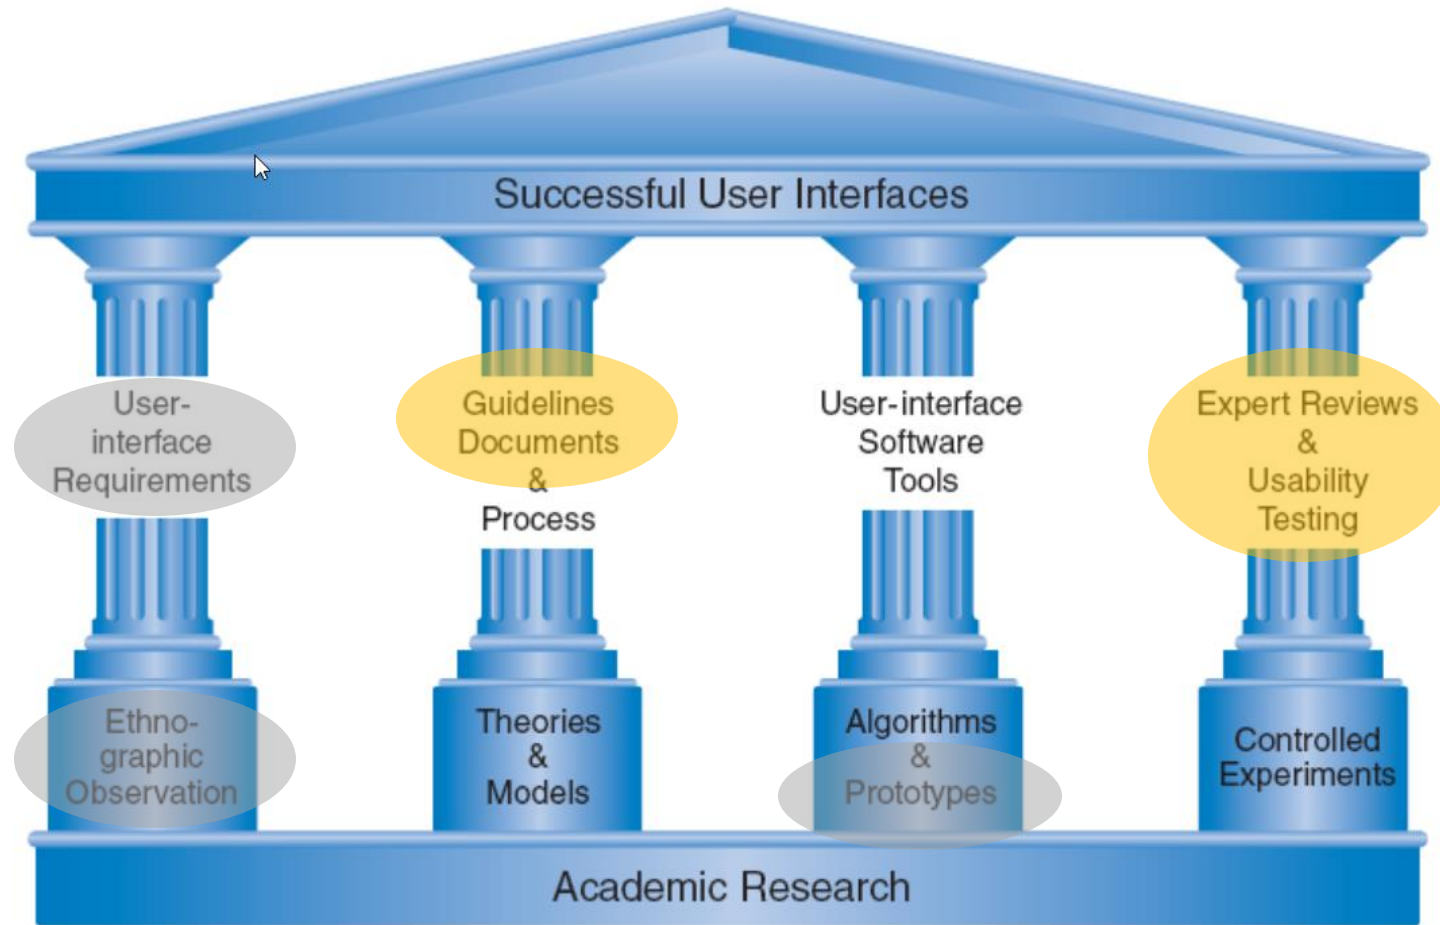 Successful User Interfaces
User-
interface
Requirements
Guidelines
Documents
&
Process
User-interface
Software
Tools
Expert Reviews
&
Usability
Testing
Ethno-
graphic
Observation
Theories
&
Models
Algorithms
&
Prototypes
Controlled
Experiments
Academic Research